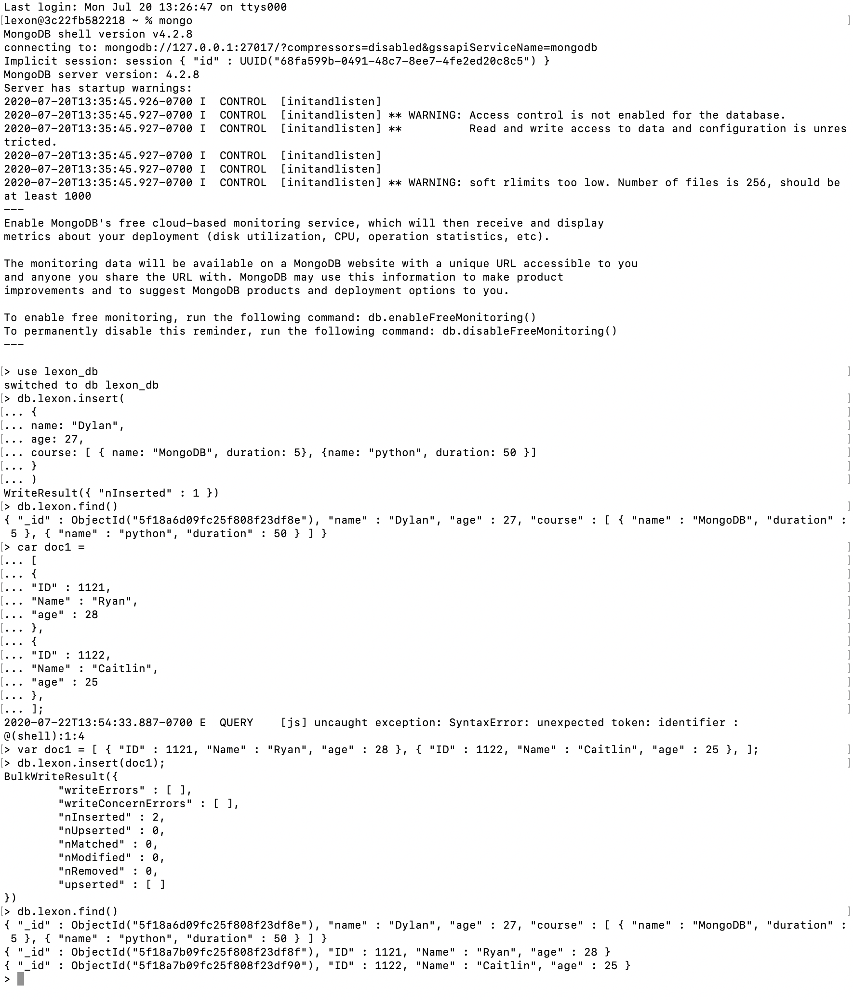 Last login: Mon Jul 20 13:26:47 on ttys000
[lexon@3c22fb582218 ~ % mongo ]
MongoDB shell version v4.2.8
connecting to: mongodb://127.0.0.1:27017/?compressors=disabled&gssapiServiceName=mongodb
Implicit session: session { "id" : UUID("68fa599b-0491-48c7-8ee7-4fe2ed20c8c5") }
MongoDB server version: 4.2.8
Server has startup warnings:
2020-07-20T13:35:45.926-0700 I  CONTROL  [initandlisten]
2020-07-20T13:35:45.927-0700 I  CONTROL  [initandlisten] ** WARNING: Access control is not enabled for the database.
2020-07-20T13:35:45.927-0700 I  CONTROL  [initandlisten] **          Read and write access to data and configuration is unres
tricted.
2020-07-20T13:35:45.927-0700 I  CONTROL  [initandlisten]
2020-07-20T13:35:45.927-0700 I  CONTROL  [initandlisten]
2020-07-20T13:35:45.927-0700 I  CONTROL  [initandlisten] ** WARNING: soft rlimits too low. Number of files is 256, should be
at least 1000
---
Enable MongoDB's free cloud-based monitoring service, which will then receive and display
metrics about your deployment (disk utilization, CPU, operation statistics, etc).

The monitoring data will be available on a MongoDB website with a unique URL accessible to you
and anyone you share the URL with. MongoDB may use this information to make product
improvements and to suggest MongoDB products and deployment options to you.

To enable free monitoring, run the following command: db.enableFreeMonitoring()
To permanently disable this reminder, run the following command: db.disableFreeMonitoring()
---

[> use lexon_db ]
switched to db lexon_db
[> db.lexon.insert( ]
[... { ]
[... name: "Dylan", ]
[... age: 27, ]
[... course: [ { name: "MongoDB", duration: 5}, {name: "python", duration: 50 }] ]
[... } ]
[... ) ]
WriteResult({ "nInserted" : 1 })
[> db.lexon.find() ]
{ "_id" : ObjectId("5f18a6d09fc25f808f23df8e"), "name" : "Dylan", "age" : 27, "course" : [ { "name" : "MongoDB", "duration" :
 5 }, { "name" : "python", "duration" : 50 } ] }
[> car doc1 = ]
[... [ ]
[... { ]
[... "ID" : 1121, ]
[... "Name" : "Ryan", ]
[... "age" : 28 ]
[... }, ]
[... { ]
[... "ID" : 1122, ]
[... "Name" : "Caitlin", ]
[... "age" : 25 ]
[... }, ]
[... ]; ]
2020-07-22T13:54:33.887-0700 E  QUERY    [js] uncaught exception: SyntaxError: unexpected token: identifier :
@(shell):1:4
[> var doc1 = [ { "ID" : 1121, "Name" : "Ryan", "age" : 28 }, { "ID" : 1122, "Name" : "Caitlin", "age" : 25 }, ]; ]
[> db.lexon.insert(doc1); ]
BulkWriteResult({
        "writeErrors" : [ ],
        "writeConcernErrors" : [ ],
        "nInserted" : 2,
        "nUpserted" : 0,
        "nMatched" : 0,
        "nModified" : 0,
        "nRemoved" : 0,
        "upserted" : [ ]
})
[> db.lexon.find() ]
{ "_id" : ObjectId("5f18a6d09fc25f808f23df8e"), "name" : "Dylan", "age" : 27, "course" : [ { "name" : "MongoDB", "duration" :
 5 }, { "name" : "python", "duration" : 50 } ] }
{ "_id" : ObjectId("5f18a7b09fc25f808f23df8f"), "ID" : 1121, "Name" : "Ryan", "age" : 28 }
{ "_id" : ObjectId("5f18a7b09fc25f808f23df90"), "ID" : 1122, "Name" : "Caitlin", "age" : 25 }
>